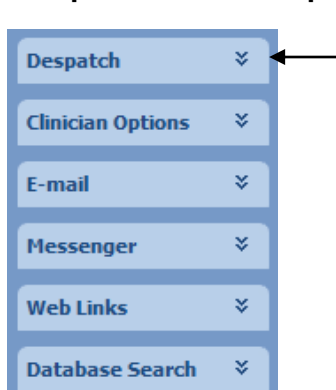 Despatch
Clinician Options
E-mail
Messenger
Web Links
Database Search